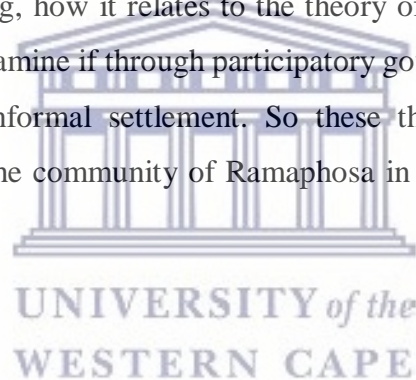 g, how it relates to the theory of
amine if through participatory go
nformal settlement. So these th
ne community of Ramaphosa in
UNIVERSITY of the
WESTERN CAPE